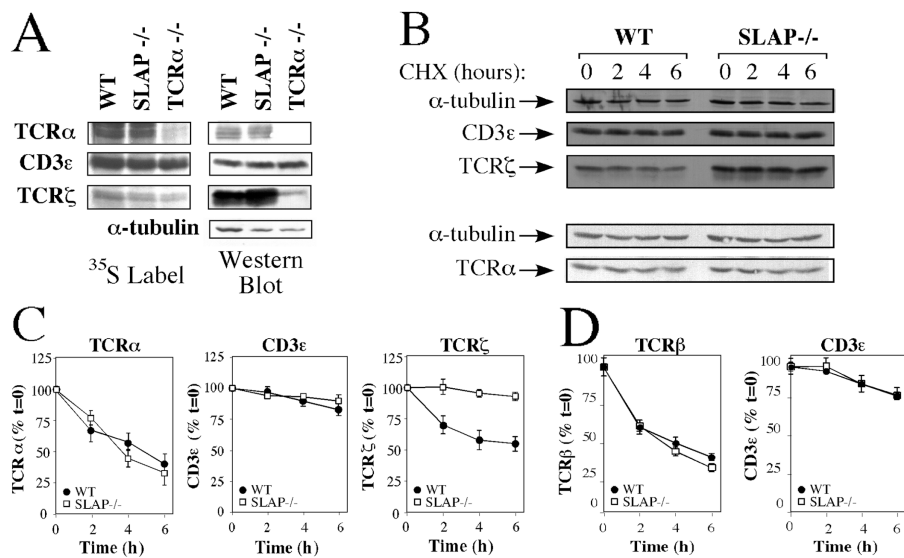 A
WT
SLAP -/-
TCRα -/-
WT
SLAP -/-
TCRα -/-
TCRα
CD3ε
TCRζ
α-tubulin
35S Label
Western
Blot
B
WT
SLAP-/-
CHX (hours):
0 2 4 6
0 2 4 6
α-tubulin
CD3ε
TCRζ
α-tubulin
TCRα
C
TCRα
TCRα (% t=0)
125
100
75
50
25
0
WT
SLAP-/-
0 2 4 6
Time (h)
CD3ε
CD3ε (% t=0)
125
100
75
50
25
0
WT
SLAP-/-
0 2 4 6
Time (h)
TCRζ
TCRζ (% t=0)
125
100
75
50
25
0
WT
SLAP-/-
0 2 4 6
Time (h)
D
TCRβ
TCRβ (% t=0)
100
75
50
25
0
WT
SLAP-/-
0 2 4 6
Time (h)
CD3ε
CD3ε (% t=0)
100
75
50
25
0
WT
SLAP-/-
0 2 4 6
Time (h)